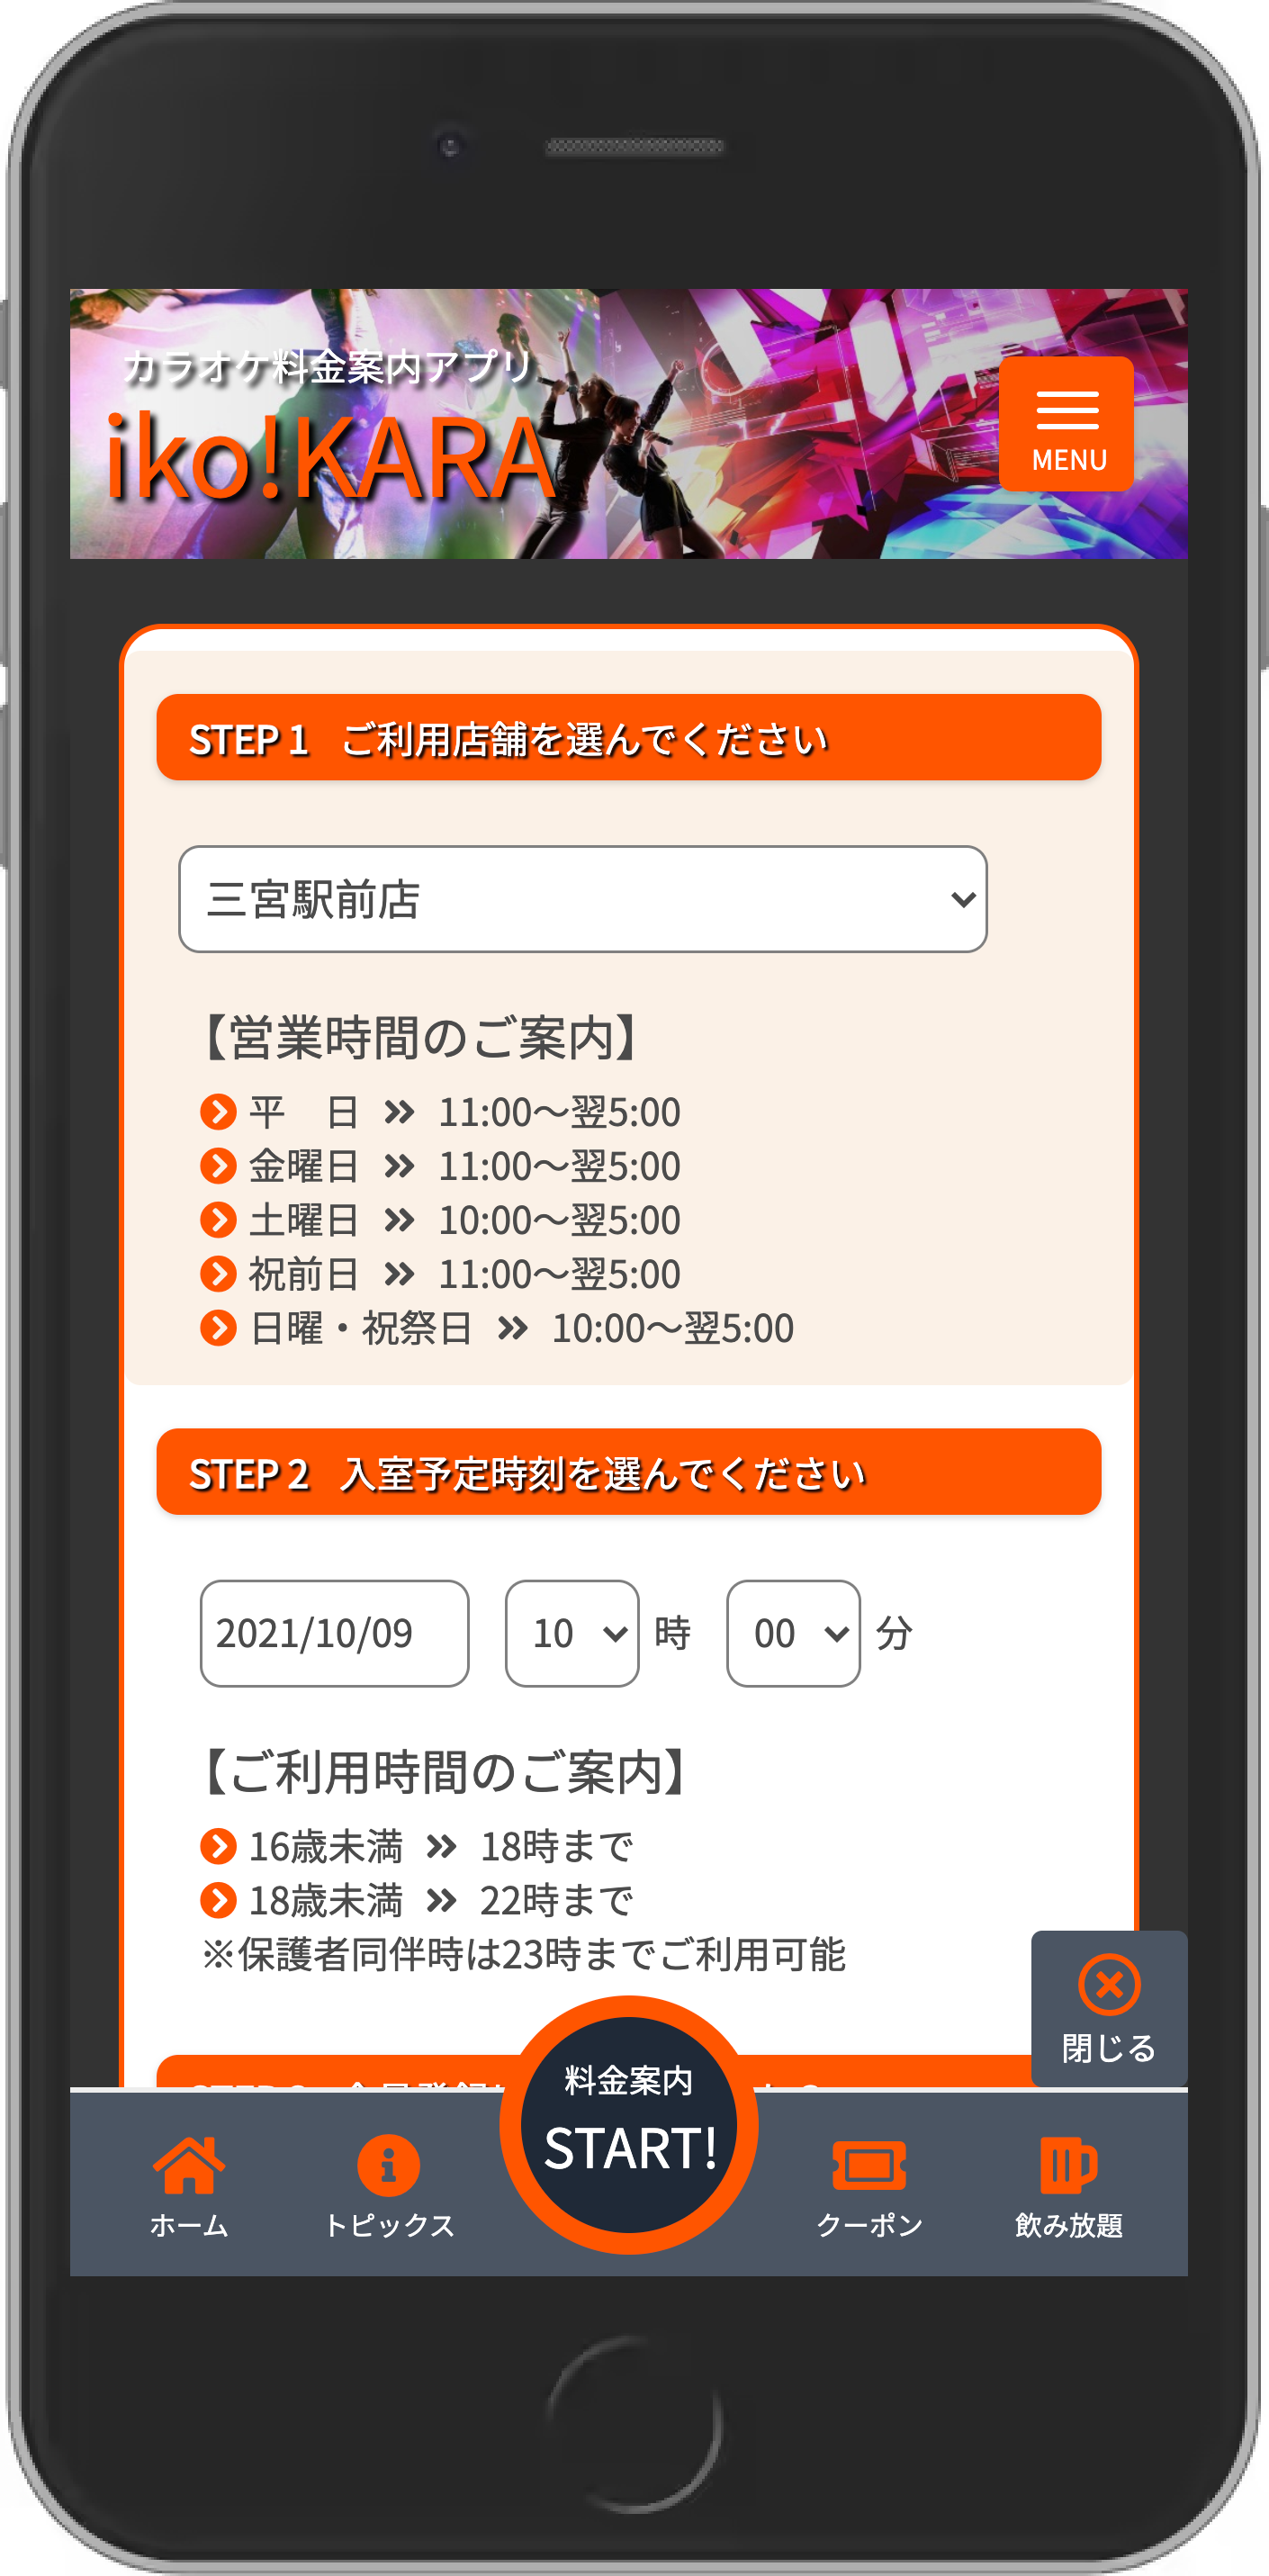 カラオケ料金案内アプリ
iko!KARA
MENU
STEP 1 ご利用店舗を選んでください
三宮駅前店
【営業時間のご案内】
平　日 11:00～翌5:00
金曜日 11:00～翌5:00
土曜日 10:00～翌5:00
祝前日 11:00～翌5:00
日曜・祝祭日 10:00～翌5:00
STEP 2 入室予定時刻を選んでください
2021/10/09 10 時 00 分
【ご利用時間のご案内】
16歳未満 18時まで
18歳未満 22時まで
※保護者同伴時は23時までご利用可能
閉じる
料金案内
START!
ホーム
トピックス
クーポン
飲み放題